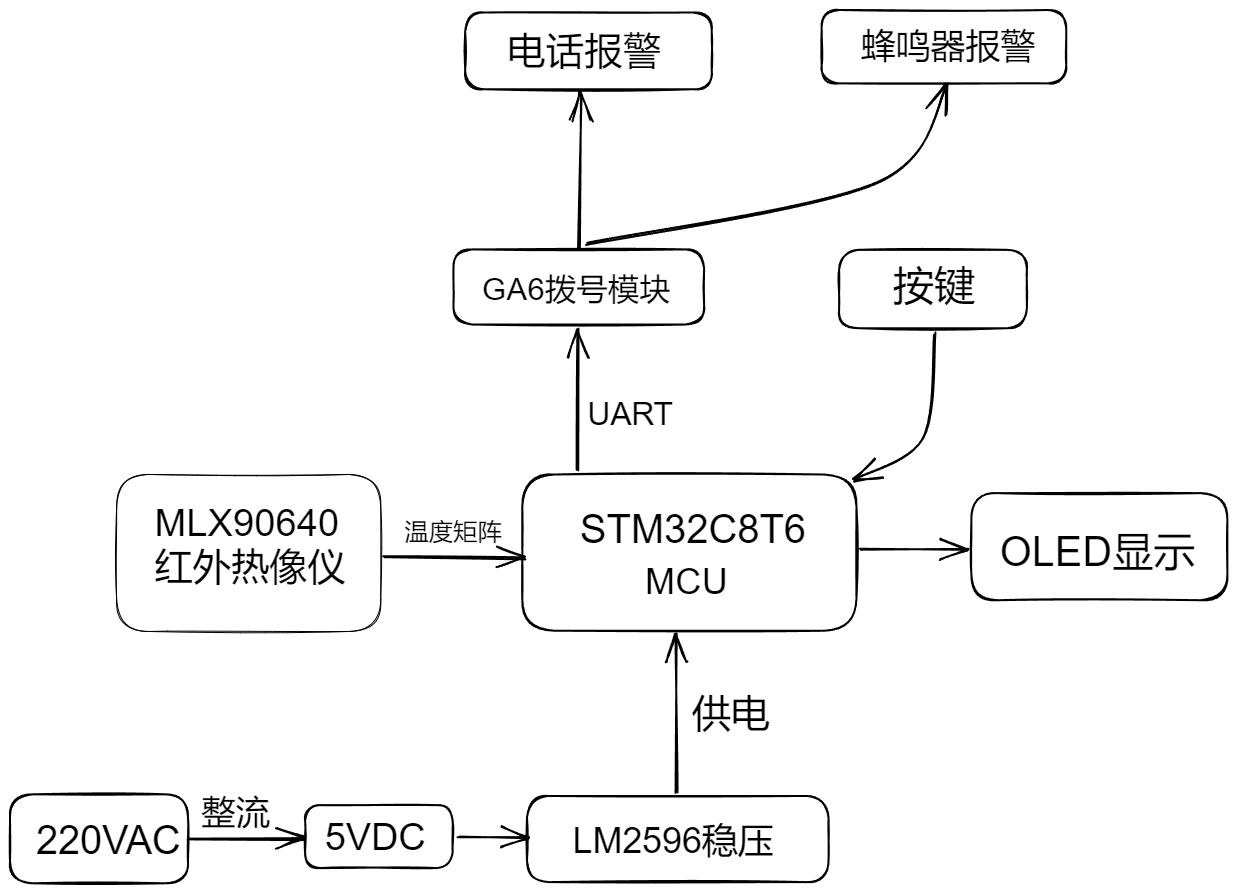 电话报警
蜂鸣器报警
GA6拨号模块
按键
UART
MLX90640
红外热像仪
温度矩阵
STM32C8T6
MCU
OLED显示
供电
220VAC
整流
5VDC
LM2596稳压